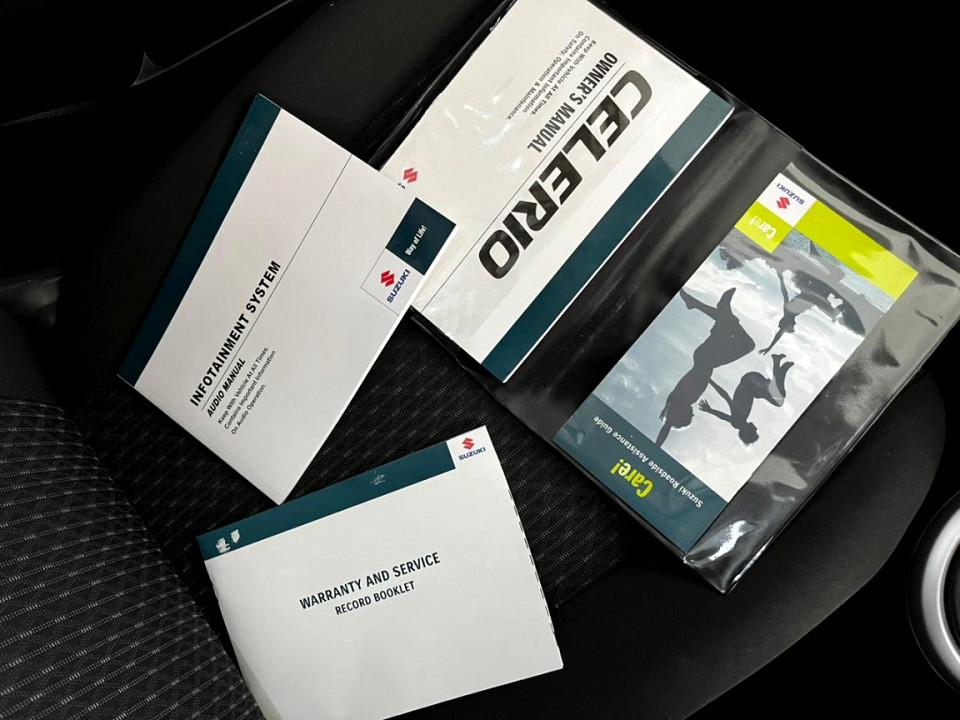 Keep With Vehicle At All Times.
Contains Important Information
On Safety, Operation & Maintenance.
OWNER'S MANUAL
CELERIO
INFOTAINMENT SYSTEM
AUDIO MANUAL
Keep With Vehicle At All Times.
Contains Important Information
On Audio Operation.
SUZUKI
Way of Life!
SUZUKI
Care!
Care!
Suzuki Roadside Assistance Guide
SUZUKI
WARRANTY AND SERVICE
RECORD BOOKLET